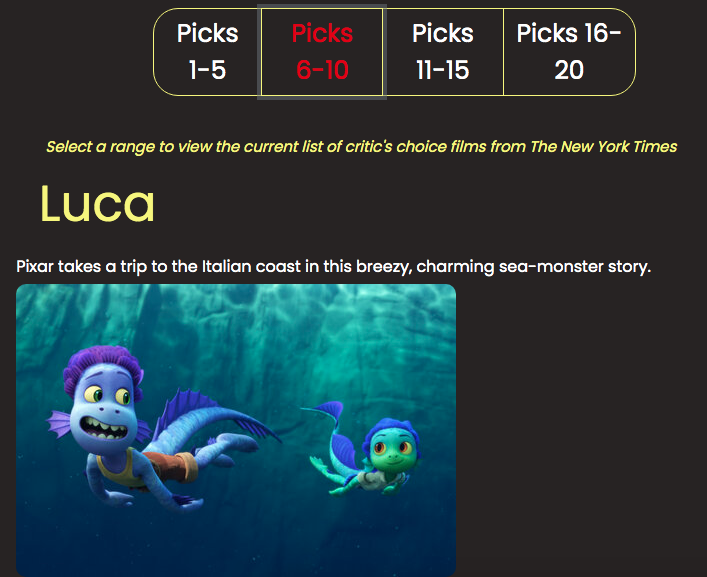 Picks
1-5
Picks
6-10
Picks
11-15
Picks 16-
20
Select a range to view the current list of critic's choice films from The New York Times
Luca
Pixar takes a trip to the Italian coast in this breezy, charming sea-monster story.